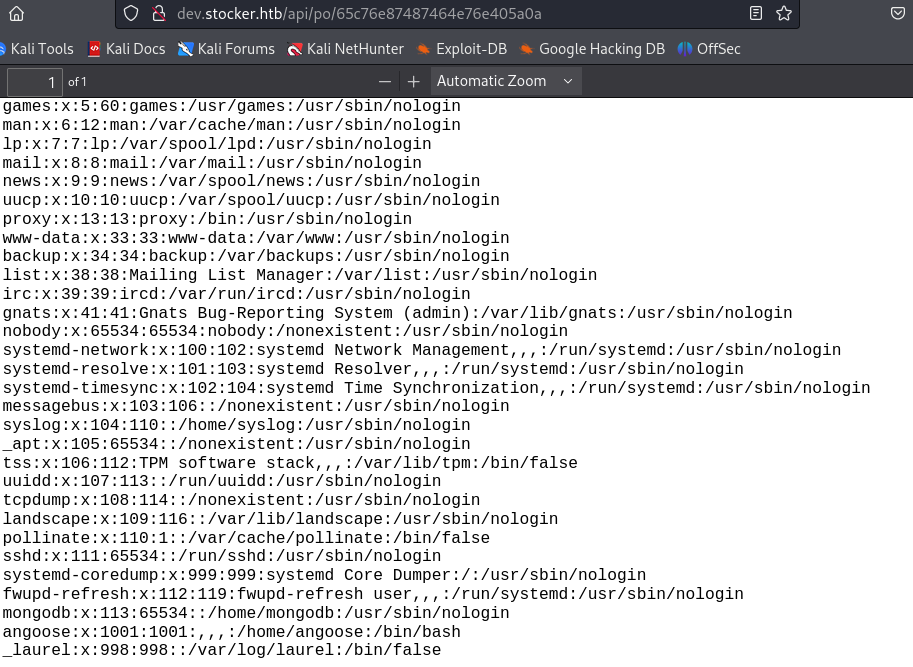 dev.stocker.htb/api/po/65c76e87487464e76e405a0a
Kali Tools Kali Docs Kali Forums Kali NetHunter Exploit-DB Google Hacking DB OffSec
1 of 1 Automatic Zoom
games:x:5:60:games:/usr/games:/usr/sbin/nologin
man:x:6:12:man:/var/cache/man:/usr/sbin/nologin
lp:x:7:7:lp:/var/spool/lpd:/usr/sbin/nologin
mail:x:8:8:mail:/var/mail:/usr/sbin/nologin
news:x:9:9:news:/var/spool/news:/usr/sbin/nologin
uucp:x:10:10:uucp:/var/spool/uucp:/usr/sbin/nologin
proxy:x:13:13:proxy:/bin:/usr/sbin/nologin
www-data:x:33:33:www-data:/var/www:/usr/sbin/nologin
backup:x:34:34:backup:/var/backups:/usr/sbin/nologin
list:x:38:38:Mailing List Manager:/var/list:/usr/sbin/nologin
irc:x:39:39:ircd:/var/run/ircd:/usr/sbin/nologin
gnats:x:41:41:Gnats Bug-Reporting System (admin):/var/lib/gnats:/usr/sbin/nologin
nobody:x:65534:65534:nobody:/nonexistent:/usr/sbin/nologin
systemd-network:x:100:102:systemd Network Management,,,:/run/systemd:/usr/sbin/nologin
systemd-resolve:x:101:103:systemd Resolver,,,:/run/systemd:/usr/sbin/nologin
systemd-timesync:x:102:104:systemd Time Synchronization,,,:/run/systemd:/usr/sbin/nologin
messagebus:x:103:106::/nonexistent:/usr/sbin/nologin
syslog:x:104:110::/home/syslog:/usr/sbin/nologin
_apt:x:105:65534::/nonexistent:/usr/sbin/nologin
tss:x:106:112:TPM software stack,,,:/var/lib/tpm:/bin/false
uuidd:x:107:113::/run/uuidd:/usr/sbin/nologin
tcpdump:x:108:114::/nonexistent:/usr/sbin/nologin
landscape:x:109:116::/var/lib/landscape:/usr/sbin/nologin
pollinate:x:110:1::/var/cache/pollinate:/bin/false
sshd:x:111:65534::/run/sshd:/usr/sbin/nologin
systemd-coredump:x:999:999:systemd Core Dumper:/:/usr/sbin/nologin
fwupd-refresh:x:112:119:fwupd-refresh user,,,:/run/systemd:/usr/sbin/nologin
mongodb:x:113:65534::/home/mongodb:/usr/sbin/nologin
angoose:x:1001:1001:,,,:/home/angoose:/bin/bash
_laurel:x:998:998::/var/log/laurel:/bin/false